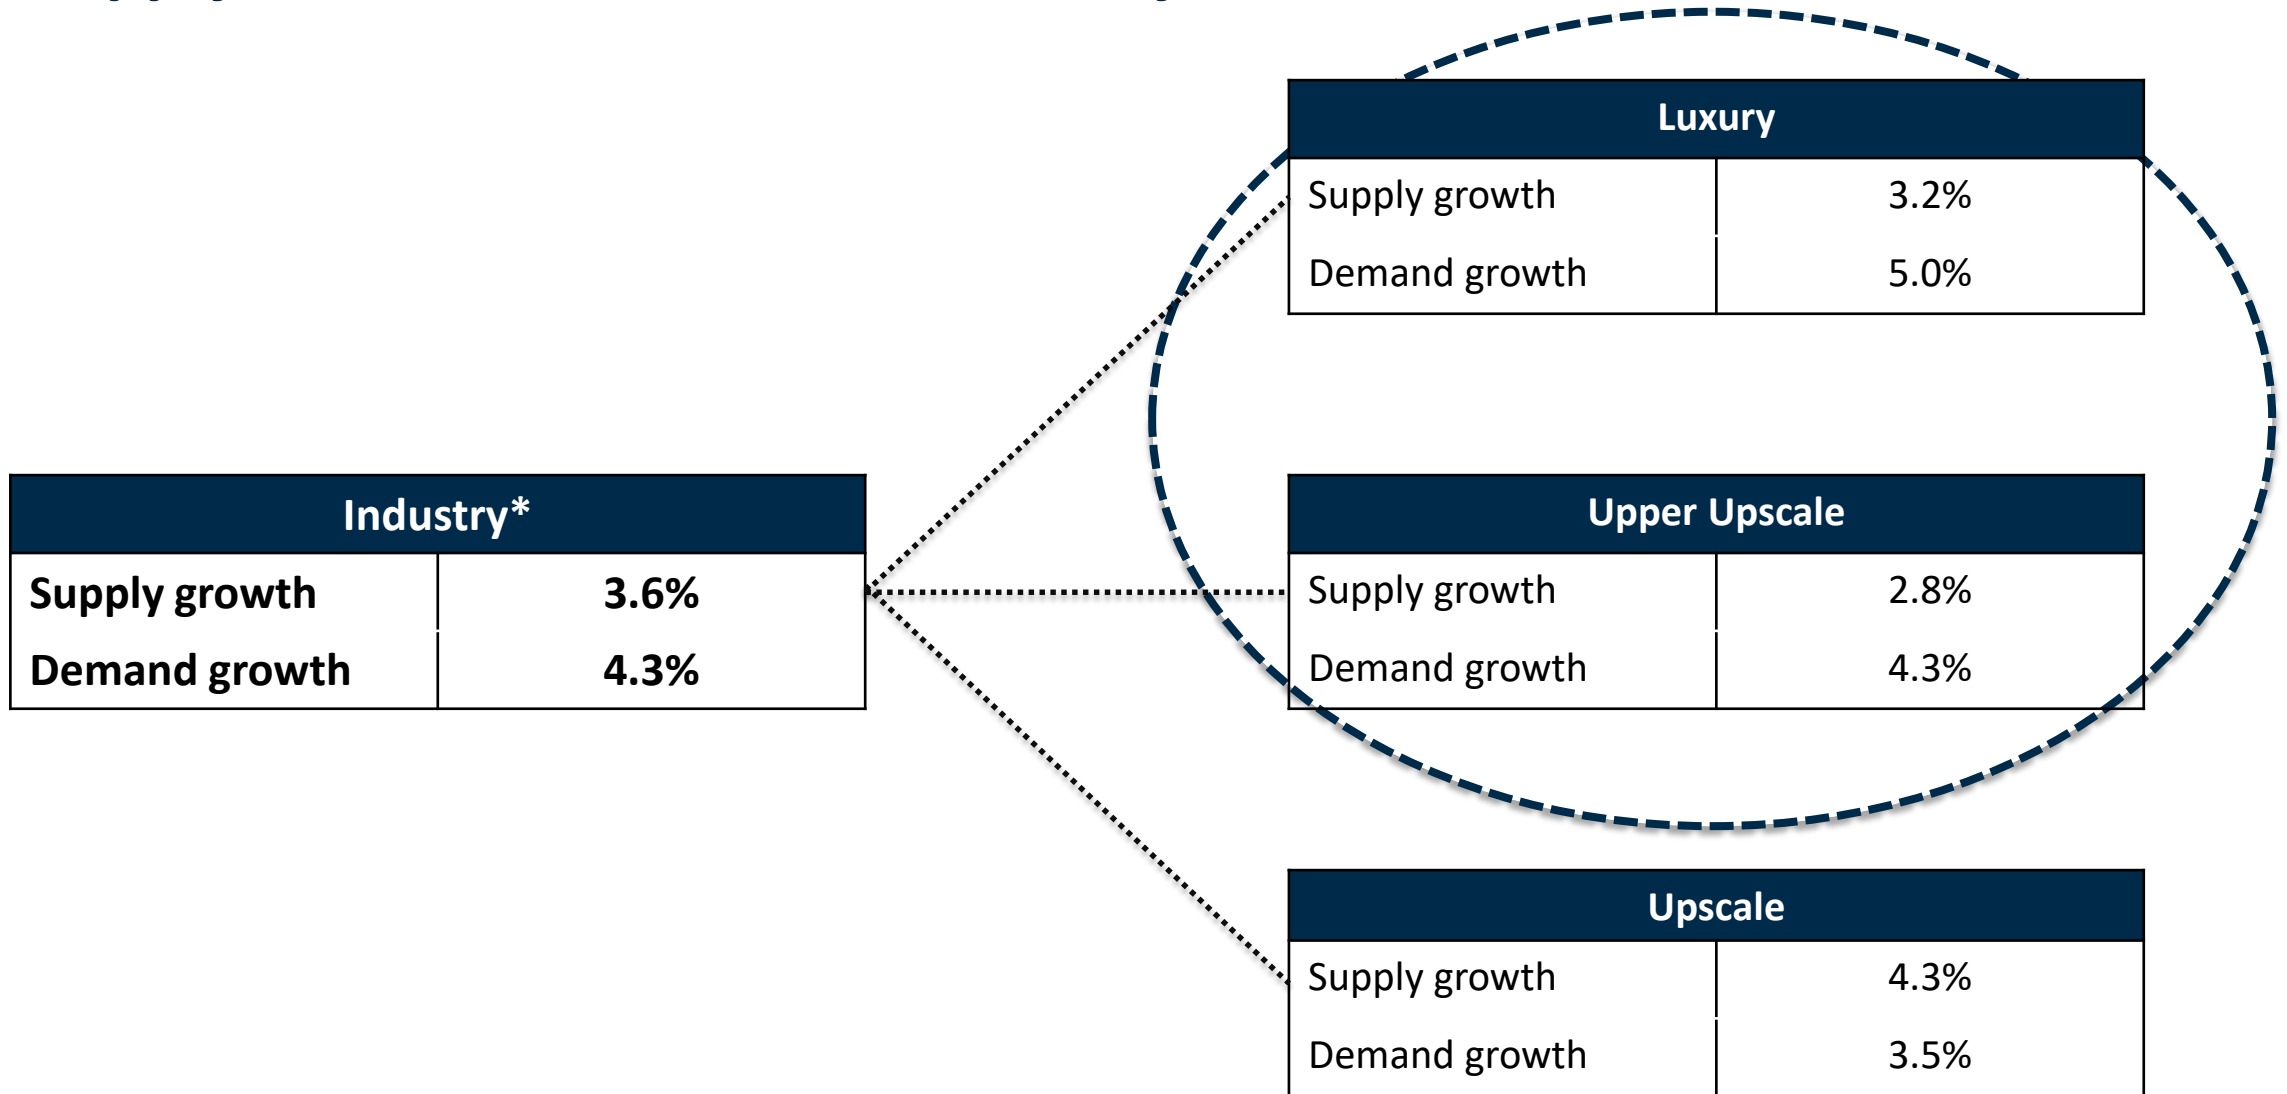 Luxury
Supply growth 3.2%
Demand growth 5.0%
Industry*
Supply growth 3.6%
Demand growth 4.3%
Upper Upscale
Supply growth 2.8%
Demand growth 4.3%
Upscale
Supply growth 4.3%
Demand growth 3.5%